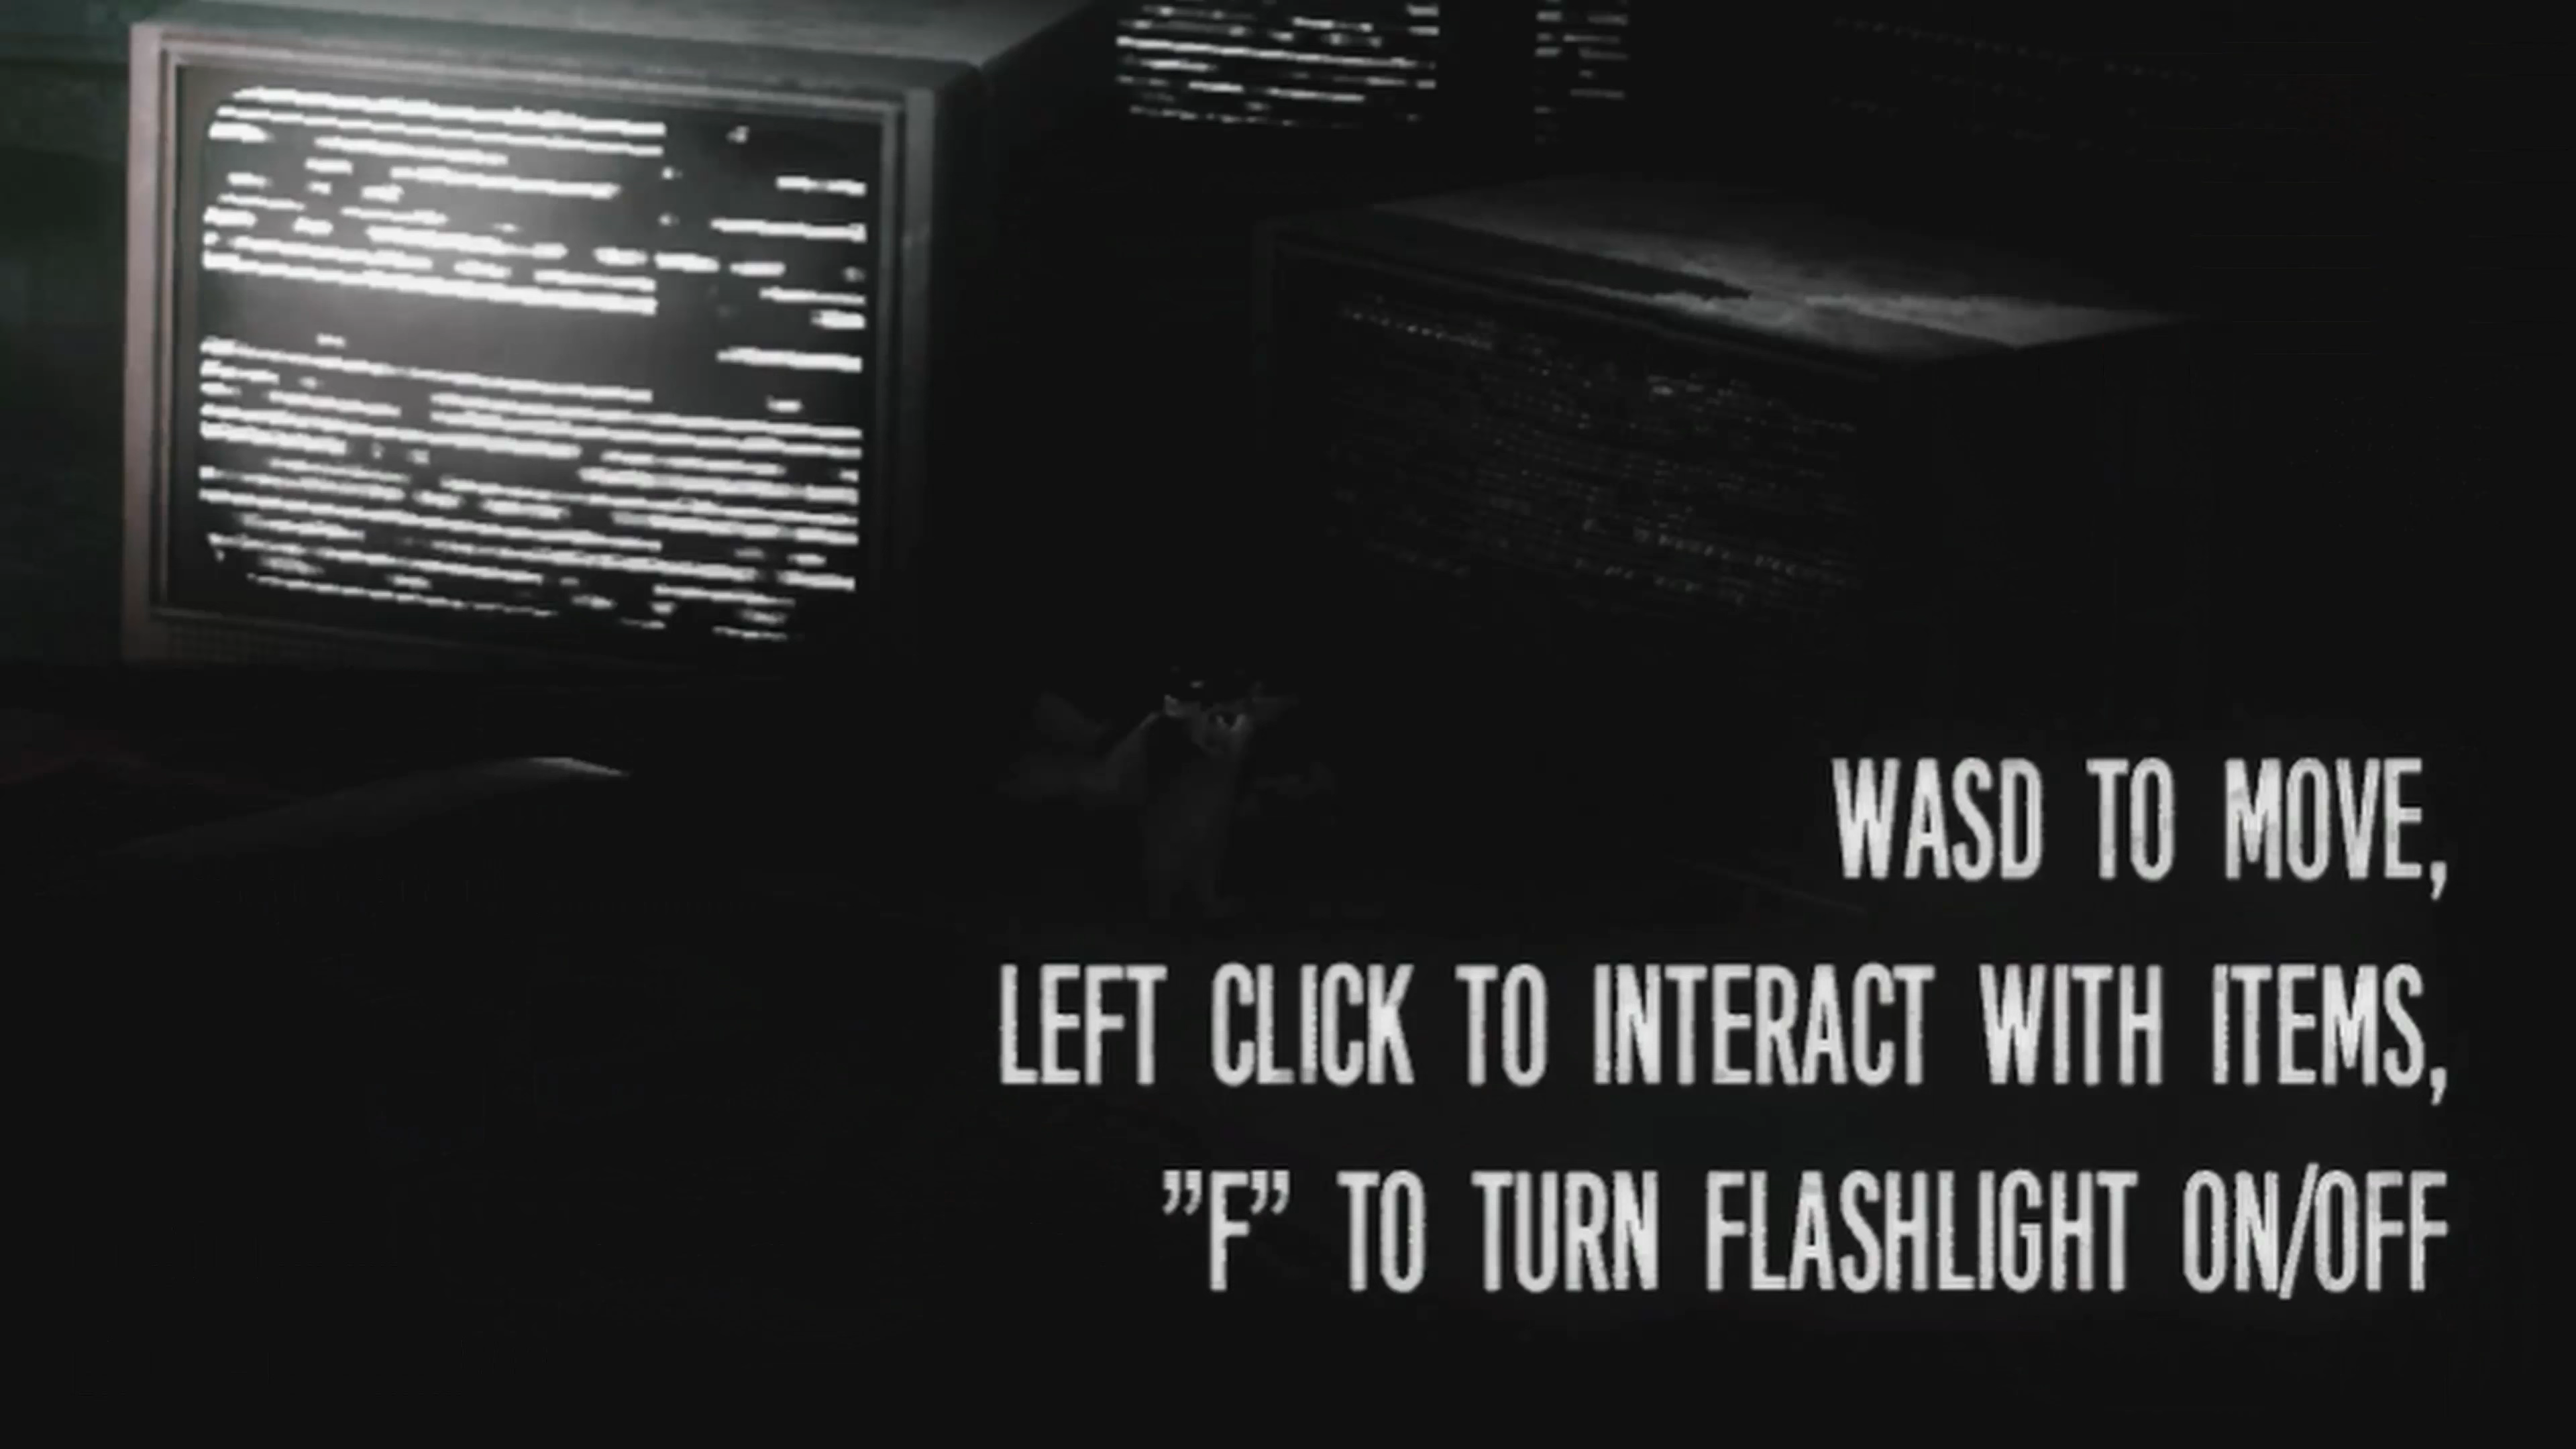 WASD TO MOVE,
LEFT CLICK TO INTERACT WITH ITEMS,
”F” TO TURN FLASHLIGHT ON/OFF